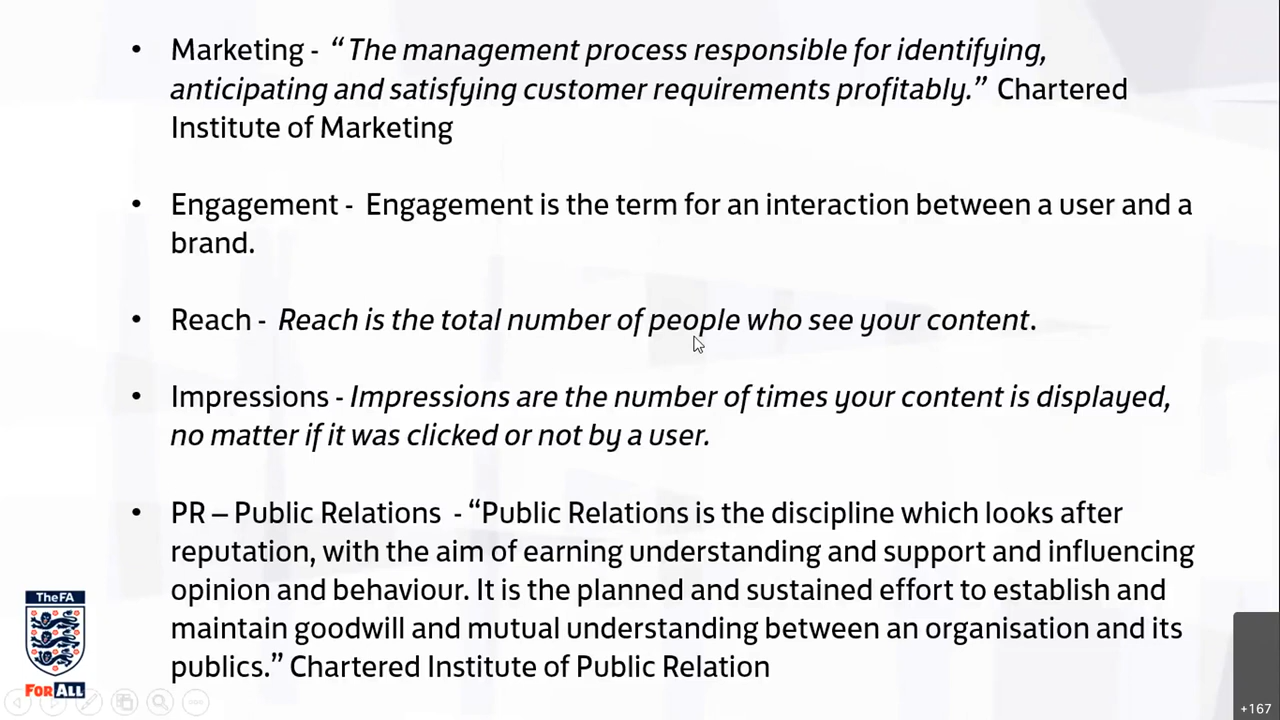 • Marketing - “ The management process responsible for identifying,
anticipating and satisfying customer requirements profitably.” Chartered
Institute of Marketing
• Engagement - Engagement is the term for an interaction between a user and a
brand.
• Reach - Reach is the total number of people who see your content.
• Impressions - Impressions are the number of times your content is displayed,
no matter if it was clicked or not by a user.
• PR – Public Relations - “Public Relations is the discipline which looks after
reputation, with the aim of earning understanding and support and influencing
opinion and behaviour. It is the planned and sustained effort to establish and
maintain goodwill and mutual understanding between an organisation and its
publics.” Chartered Institute of Public Relation
The FA
FOR ALL
+167